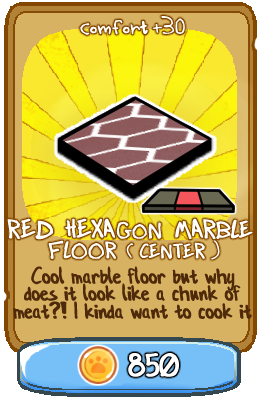 comfort +30
RED HEXAGON MARBLE
FLOOR ( CENTER )
Cool marble floor but why
does it look like a chunk of
meat?! I kinda want to cook it
850